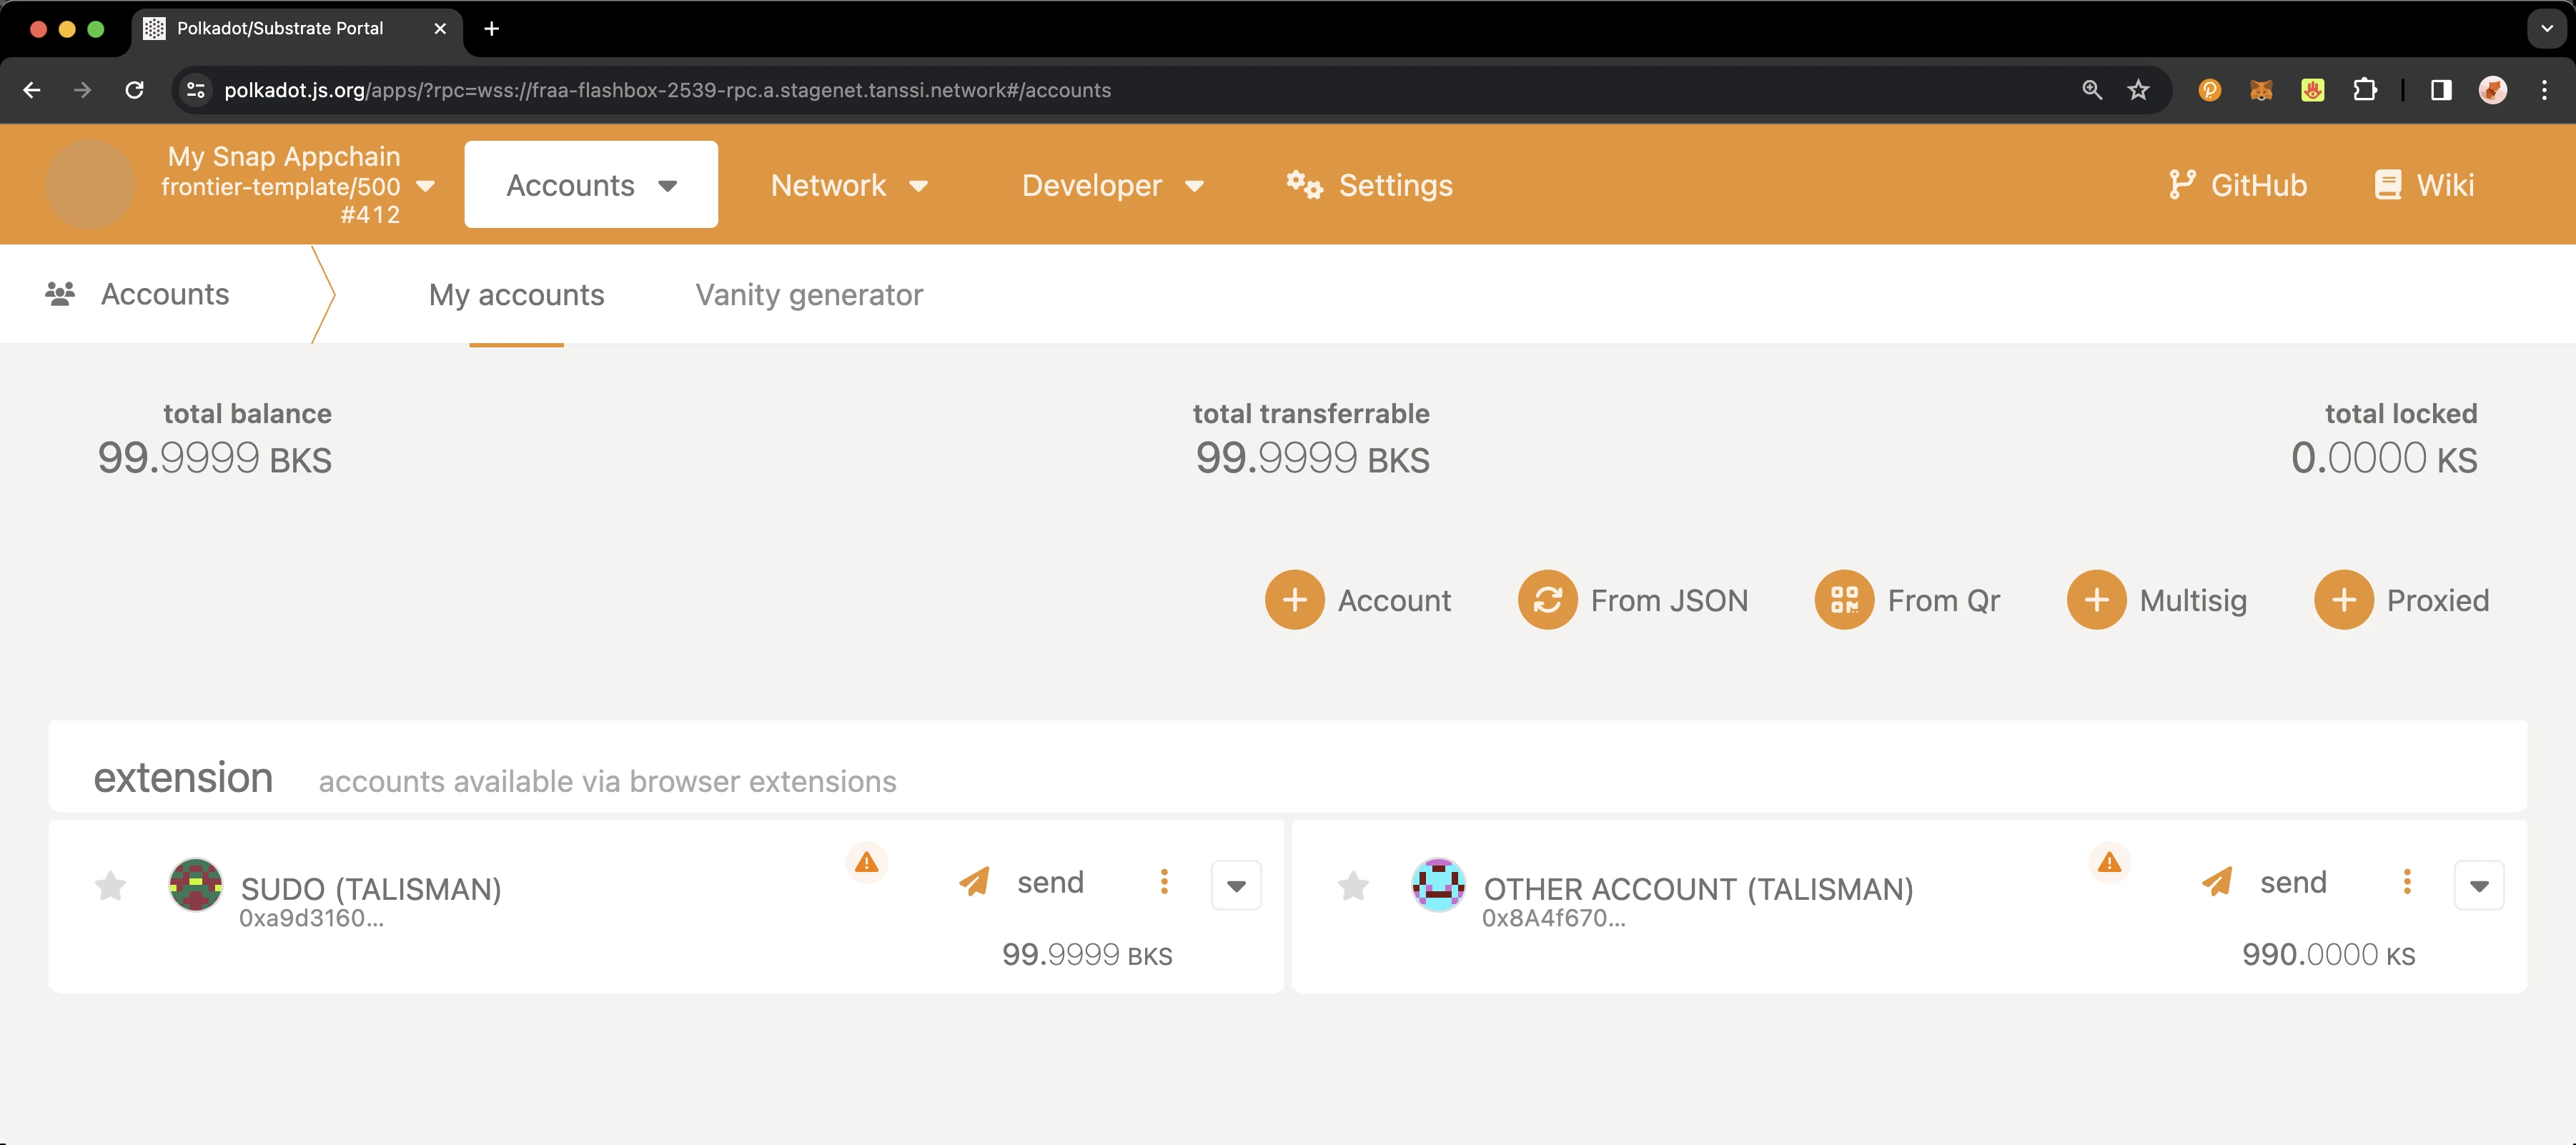 Polkadot/Substrate Portal
polkadot.js.org/apps/?rpc=wss://fraa-flashbox-2539-rpc.a.stagenet.tanssi.network#/accounts
My Snap Appchain
frontier-template/500
#412
Accounts
Network
Developer
Settings
GitHub
Wiki
Accounts
My accounts
Vanity generator
total balance
99.9999 BKS
total transferrable
99.9999 BKS
total locked
0.0000 KS
Account
From JSON
From Qr
Multisig
Proxied
extension accounts available via browser extensions
SUDO (TALISMAN)
0xa9d3160...
send
99.9999 BKS
OTHER ACCOUNT (TALISMAN)
0x8A4f670...
send
990.0000 KS